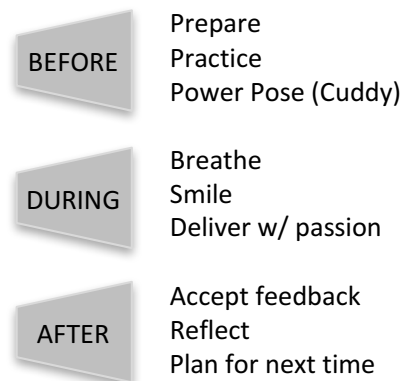 BEFORE
Prepare
Practice
Power Pose (Cuddy)
DURING
Breathe
Smile
Deliver w/ passion
AFTER
Accept feedback
Reflect
Plan for next time